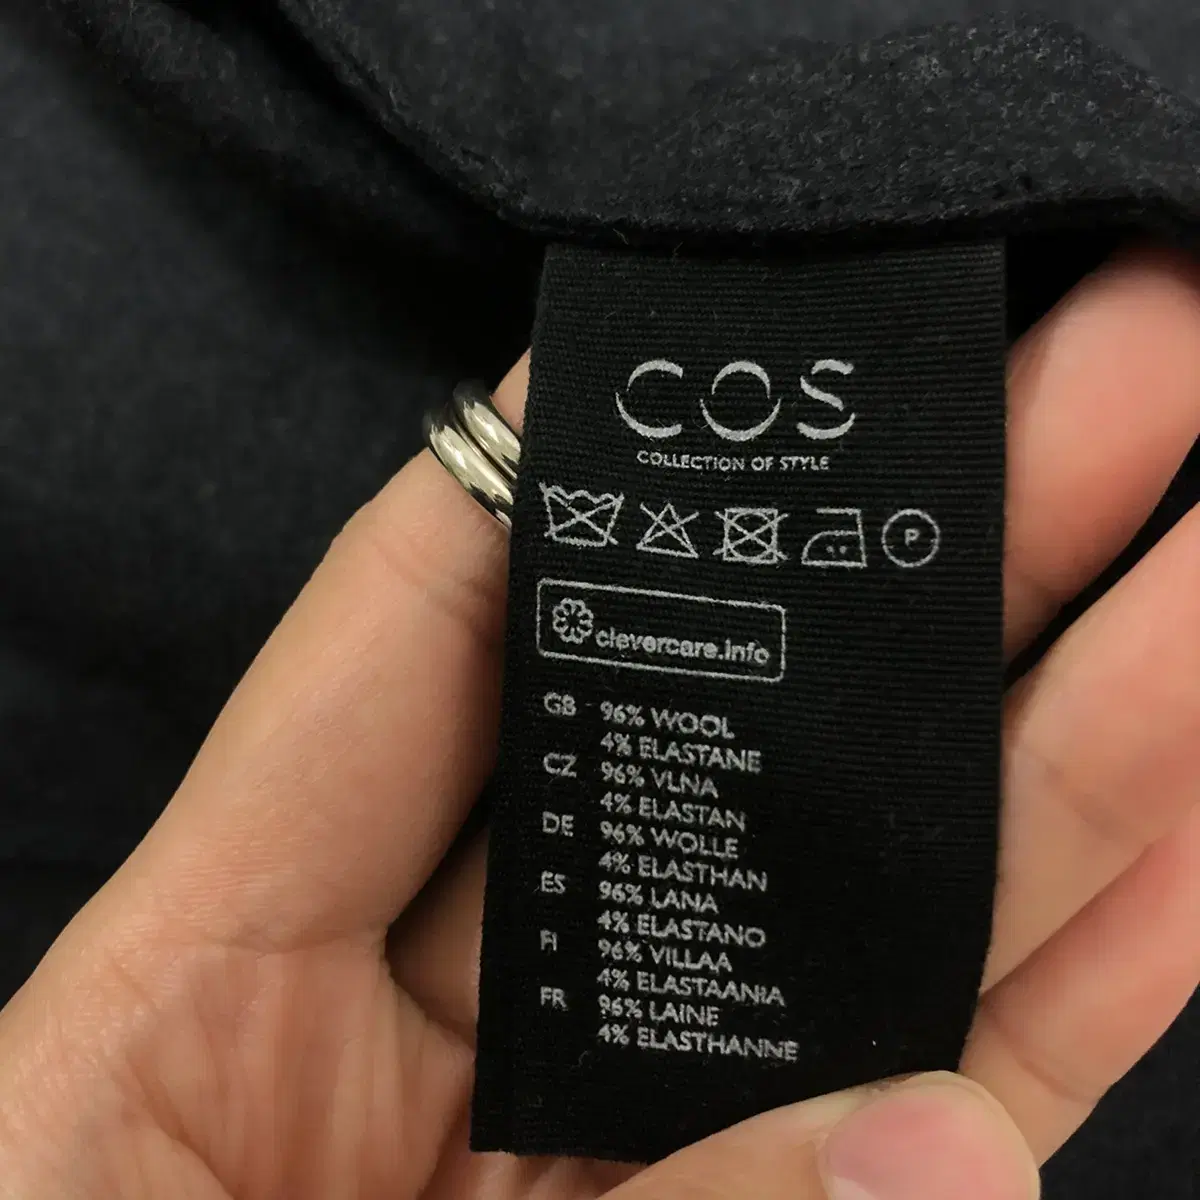 COS
COLLECTION OF STYLE
P
clevercare.info
GB 96% WOOL
4% ELASTANE
CZ 96% VLNA
4% ELASTAN
DE 96% WOLLE
4% ELASTHAN
ES 96% LANA
4% ELASTANO
FI 96% VILLAA
4% ELASTAANIA
FR 96% LAINE
4% ELASTHANNE